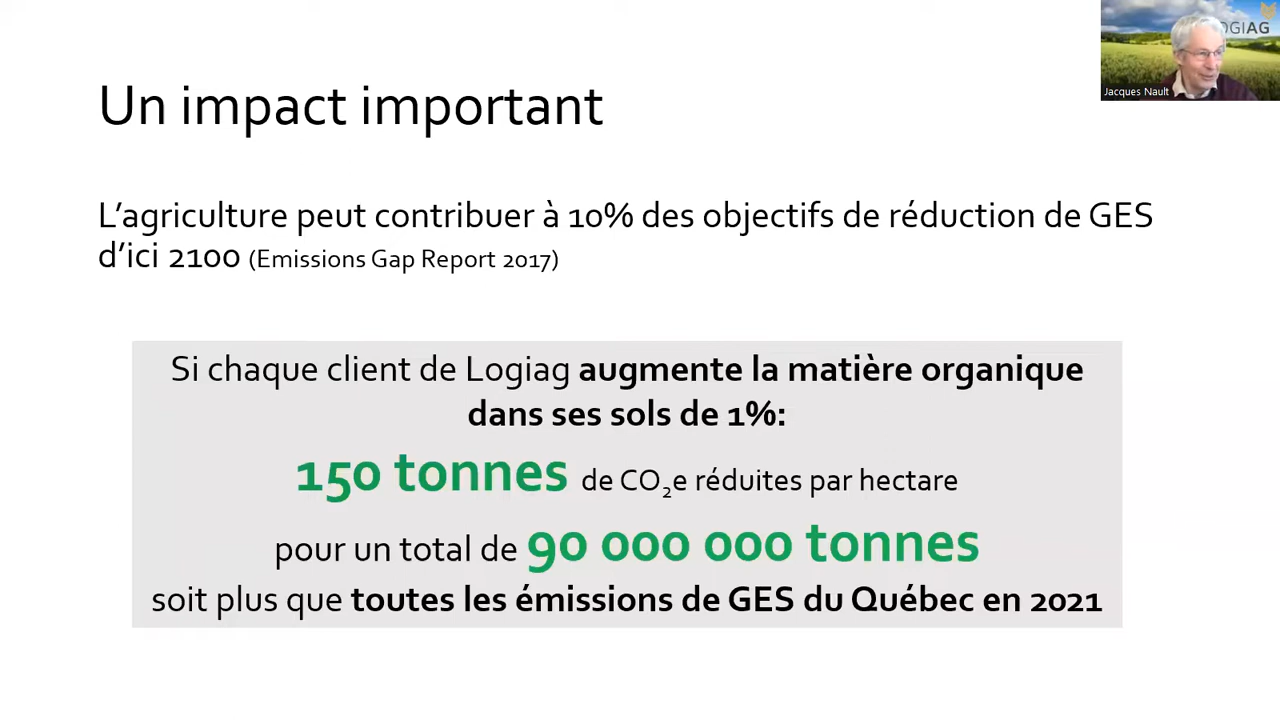 OGIAG
Jacques Nault
Un impact important
L’agriculture peut contribuer à 10% des objectifs de réduction de GES
d’ici 2100 (Emissions Gap Report 2017)
Si chaque client de Logiag augmente la matière organique
dans ses sols de 1%:
150 tonnes de CO₂e réduites par hectare
pour un total de 90 000 000 tonnes
soit plus que toutes les émissions de GES du Québec en 2021